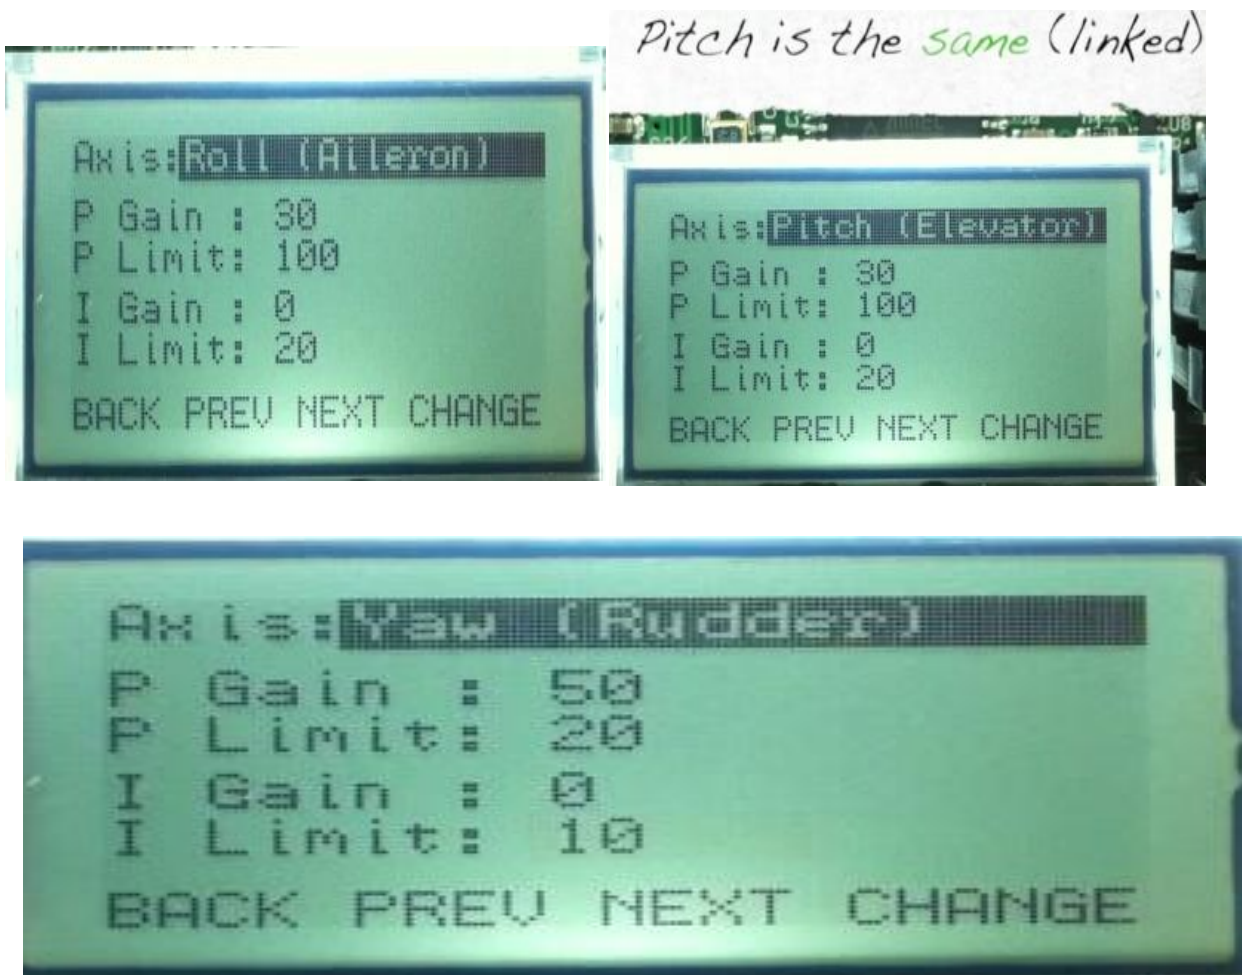 Pitch is the same (linked)
Axis:Roll (Aileron)
P Gain : 30
P Limit: 100
I Gain : 0
I Limit: 20
BACK PREV NEXT CHANGE
Axis:Pitch (Elevator)
P Gain : 30
P Limit: 100
I Gain : 0
I Limit: 20
BACK PREV NEXT CHANGE
Axis:Yaw (Rudder)
P Gain : 50
P Limit: 20
I Gain : 0
I Limit: 10
BACK PREV NEXT CHANGE